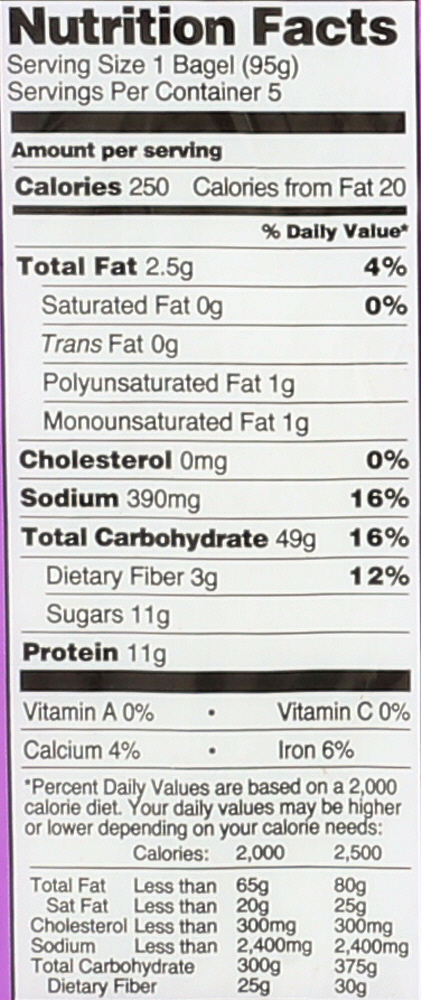 Nutrition Facts
Serving Size 1 Bagel (95g)
Servings Per Container 5
Amount per serving
Calories 250 Calories from Fat 20
% Daily Value*
Total Fat 2.5g 4%
Saturated Fat 0g 0%
Trans Fat 0g
Polyunsaturated Fat 1g
Monounsaturated Fat 1g
Cholesterol 0mg 0%
Sodium 390mg 16%
Total Carbohydrate 49g 16%
Dietary Fiber 3g 12%
Sugars 11g
Protein 11g
Vitamin A 0% • Vitamin C 0%
Calcium 4% • Iron 6%
*Percent Daily Values are based on a 2,000
calorie diet. Your daily values may be higher
or lower depending on your calorie needs:
Calories: 2,000 2,500
Total Fat Less than 65g 80g
Sat Fat Less than 20g 25g
Cholesterol Less than 300mg 300mg
Sodium Less than 2,400mg 2,400mg
Total Carbohydrate 300g 375g
Dietary Fiber 25g 30g